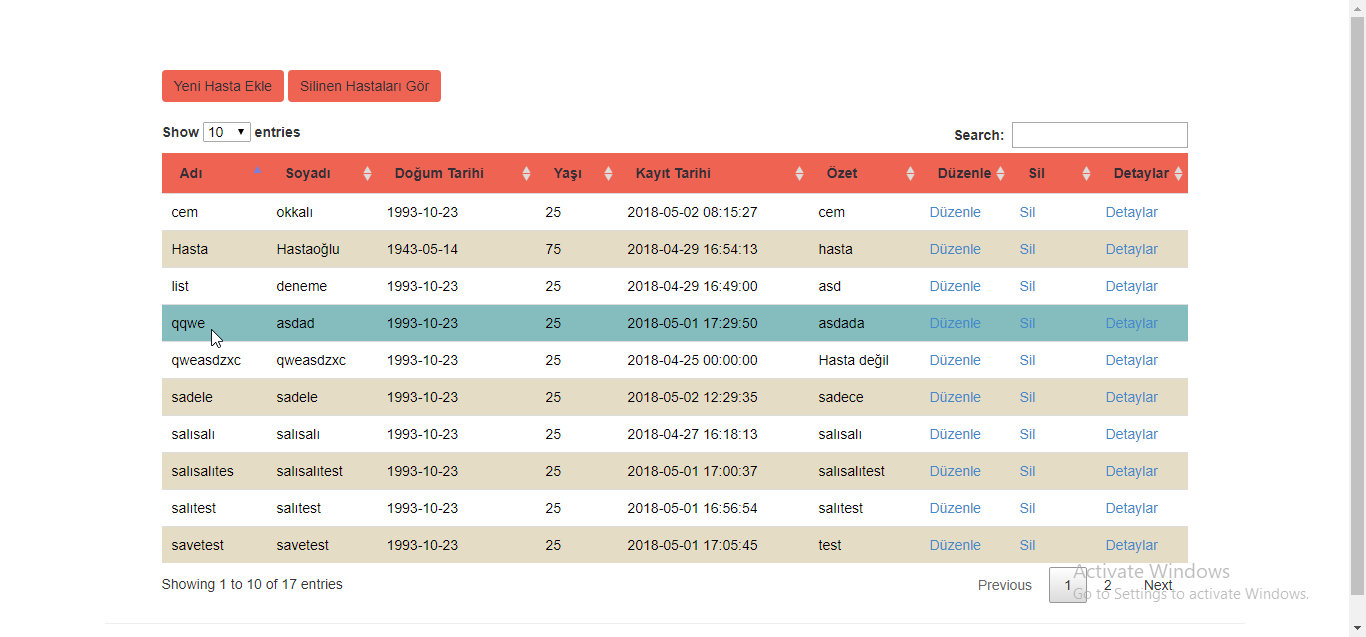 Yeni Hasta Ekle Silinen Hastaları Gör
Show 10 entries Search:
Adı Soyadı Doğum Tarihi Yaşı Kayıt Tarihi Özet Düzenle Sil Detaylar
cem okkalı 1993-10-23 25 2018-05-02 08:15:27 cem Düzenle Sil Detaylar
Hasta Hastaoğlu 1943-05-14 75 2018-04-29 16:54:13 hasta Düzenle Sil Detaylar
list deneme 1993-10-23 25 2018-04-29 16:49:00 asd Düzenle Sil Detaylar
qqwe asdad 1993-10-23 25 2018-05-01 17:29:50 asdada Düzenle Sil Detaylar
qweasdzxc qweasdzxc 1993-10-23 25 2018-04-25 00:00:00 Hasta değil Düzenle Sil Detaylar
sadele sadele 1993-10-23 25 2018-05-02 12:29:35 sadece Düzenle Sil Detaylar
salısalı salısalı 1993-10-23 25 2018-04-27 16:18:13 salısalı Düzenle Sil Detaylar
salısalıtes salısalıtest 1993-10-23 25 2018-05-01 17:00:37 salısalıtest Düzenle Sil Detaylar
salıtest salıtest 1993-10-23 25 2018-05-01 16:56:54 salıtest Düzenle Sil Detaylar
savetest savetest 1993-10-23 25 2018-05-01 17:05:45 test Düzenle Sil Detaylar
Showing 1 to 10 of 17 entries Previous 1 2 Next
Activate Windows
Go to Settings to activate Windows.